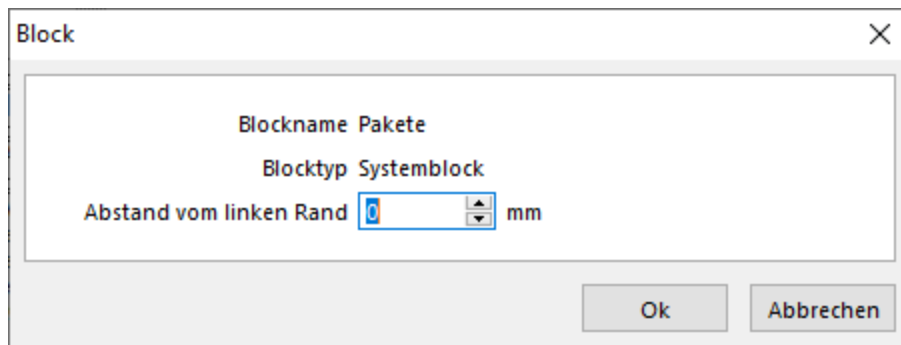 Block
Blockname Pakete
Blocktyp Systemblock
Abstand vom linken Rand 0 mm
Ok Abbrechen